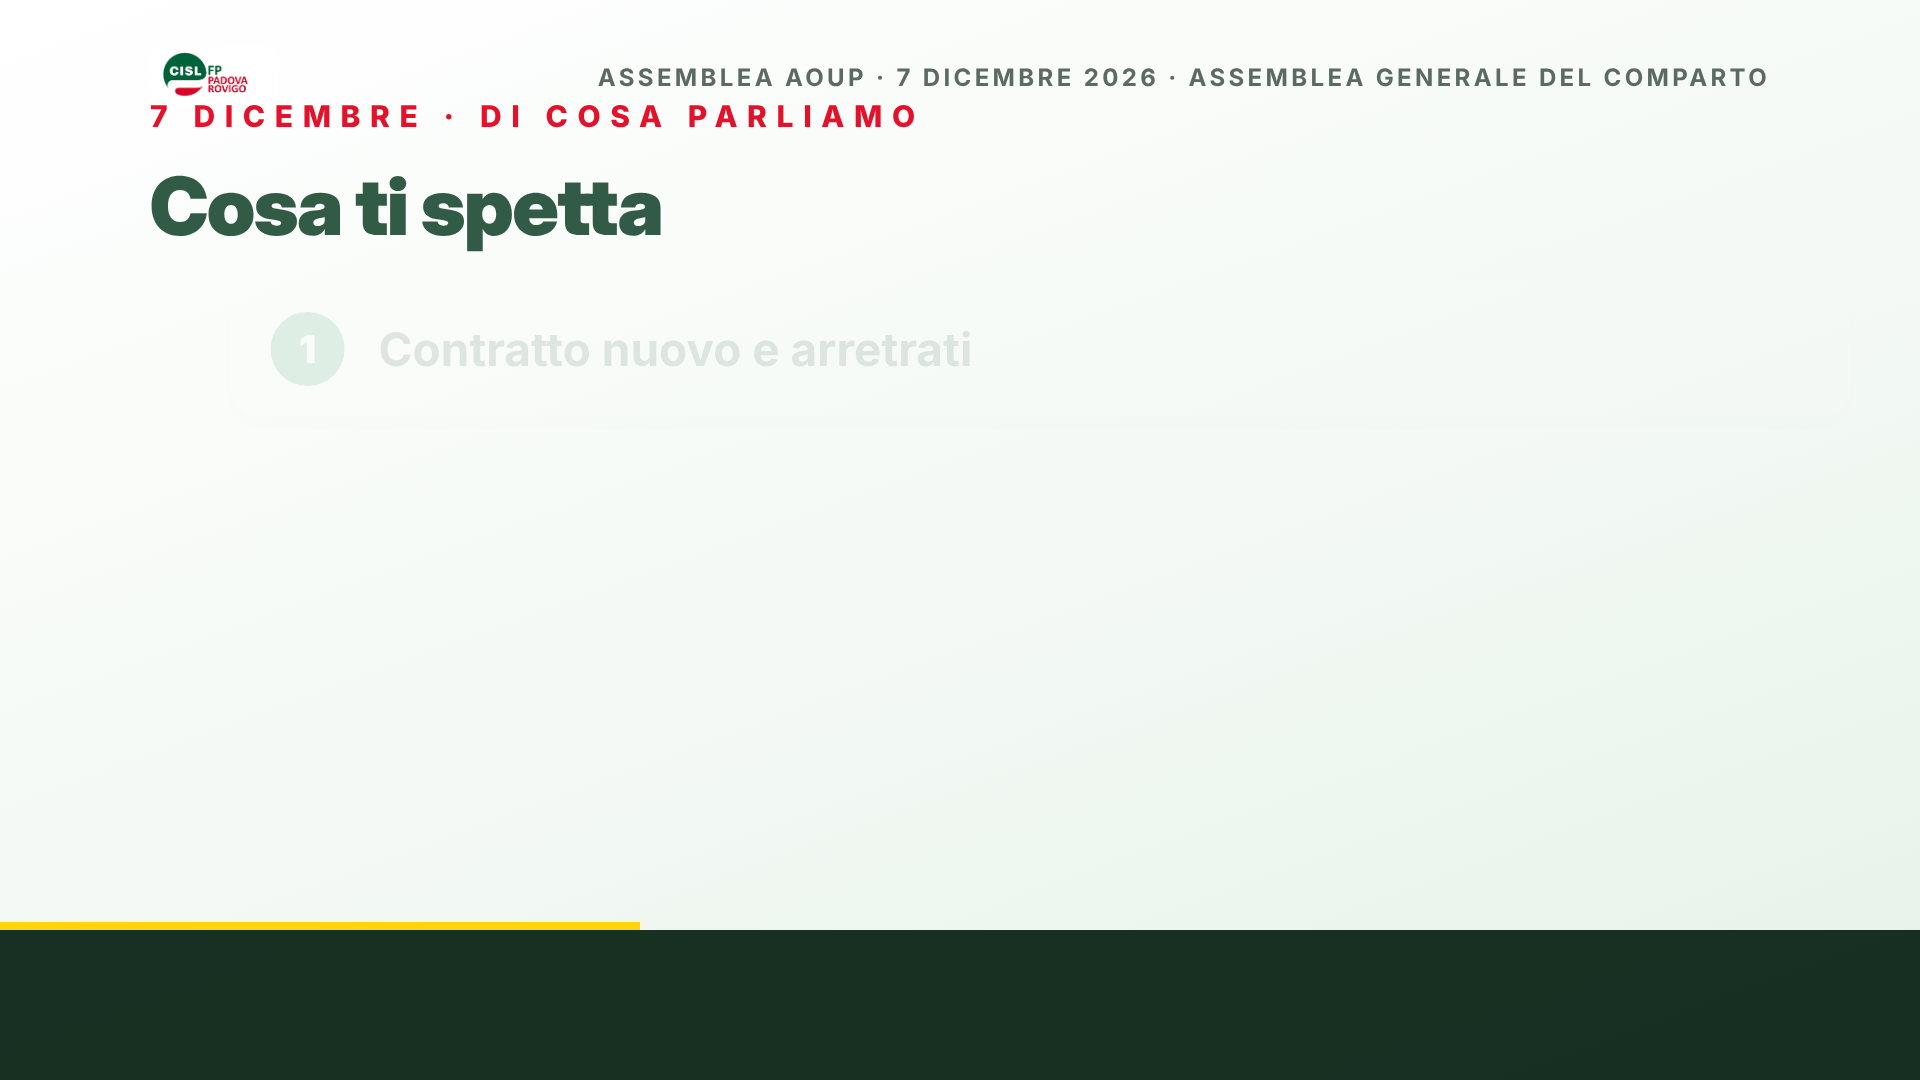 CISL FP
PADOVA
ROVIGO
ASSEMBLEA AOUP · 7 DICEMBRE 2026 · ASSEMBLEA GENERALE DEL COMPARTO
7 DICEMBRE · DI COSA PARLIAMO
Cosa ti spetta
1 Contratto nuovo e arretrati